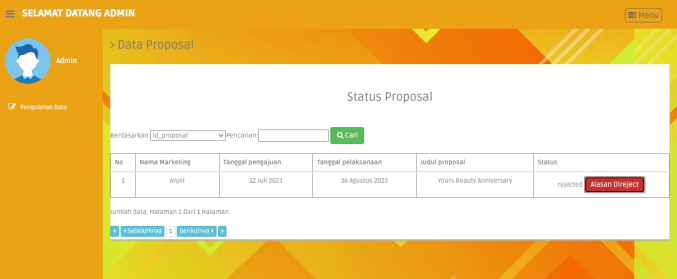 SELAMAT DATANG ADMIN
Menu
Admin
Pengolahan Data
> Data Proposal
Status Proposal
Berdasarkan: id_proposal Pencarian: Cari
No Nama Marketing Tanggal pengajuan Tanggal pelaksanaan Judul proposal Status
1 Anjel 12 Juli 2023 16 Agustus 2023 Yours Beauty Anniversary rejected Alasan Direject
Jumlah data, Halaman 1 Dari 1 Halaman
« « Sebelumnya 1 berikutnya » »